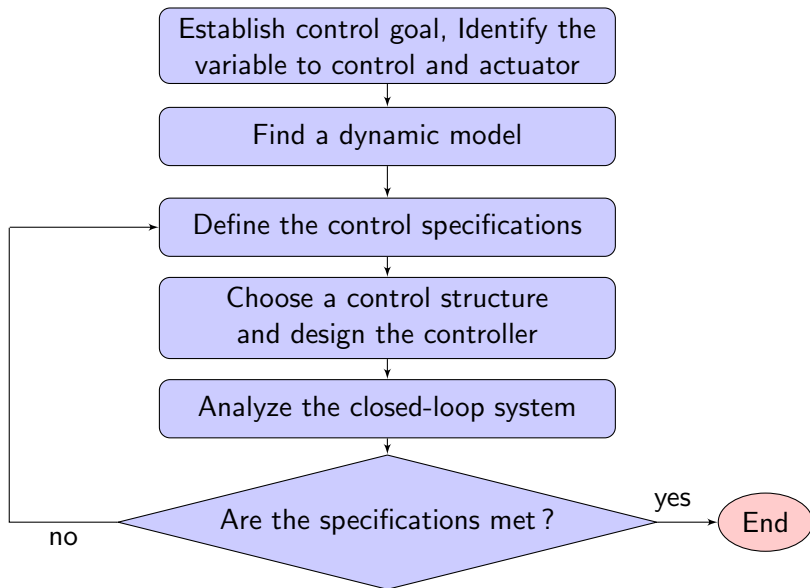 Establish control goal, Identify the
variable to control and actuator
Find a dynamic model
Define the control specifications
Choose a control structure
and design the controller
Analyze the closed-loop system
Are the specifications met ?
yes
no
End